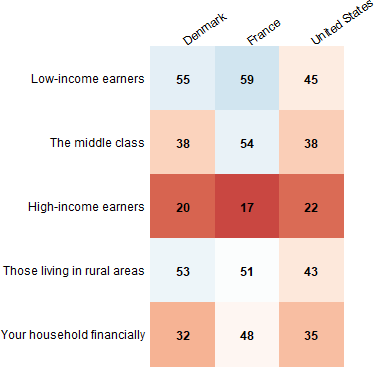 Denmark France United States
Low-income earners 55 59 45
The middle class 38 54 38
High-income earners 20 17 22
Those living in rural areas 53 51 43
Your household financially 32 48 35